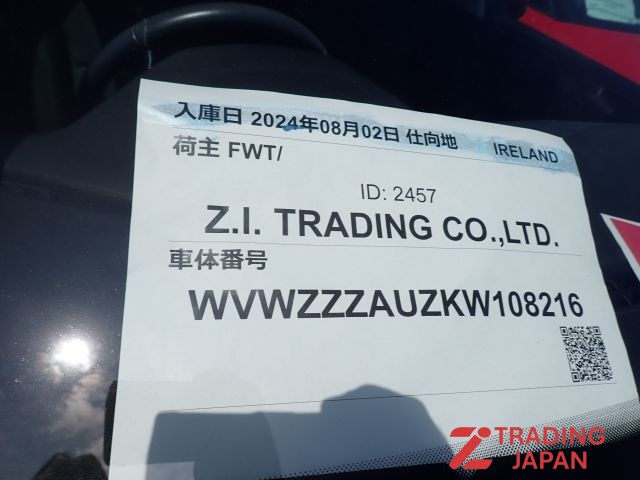 入庫日 2024年08月02日 仕向地 IRELAND
荷主 FWT/
ID: 2457
Z.I. TRADING CO.,LTD.
車体番号
WVWZZZAUZKW108216
TRADING
JAPAN